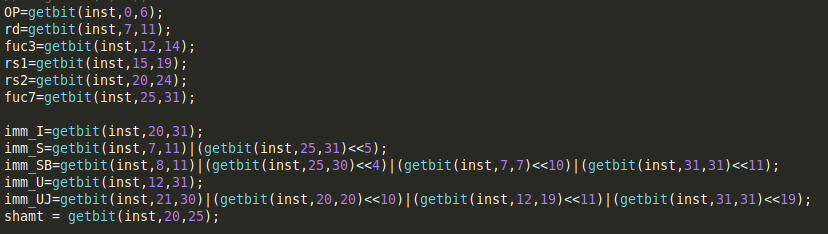 OP=getbit(inst,0,6);
rd=getbit(inst,7,11);
fuc3=getbit(inst,12,14);
rs1=getbit(inst,15,19);
rs2=getbit(inst,20,24);
fuc7=getbit(inst,25,31);
imm_I=getbit(inst,20,31);
imm_S=getbit(inst,7,11)|(getbit(inst,25,31)<<5);
imm_SB=getbit(inst,8,11)|(getbit(inst,25,30)<<4)|(getbit(inst,7,7)<<10)|(getbit(inst,31,31)<<11);
imm_U=getbit(inst,12,31);
imm_UJ=getbit(inst,21,30)|(getbit(inst,20,20)<<10)|(getbit(inst,12,19)<<11)|(getbit(inst,31,31)<<19);
shamt = getbit(inst,20,25);